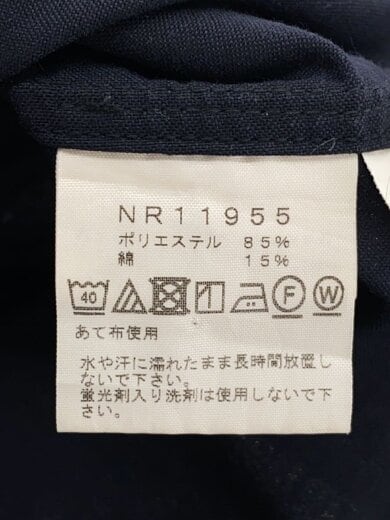 NR11955
ポリエステル 85%
綿 15%
40 F W
あて布使用
水や汗に濡れたまま長時間放置し
ないで下さい。
蛍光剤入り洗剤は使用しないで下
さい。